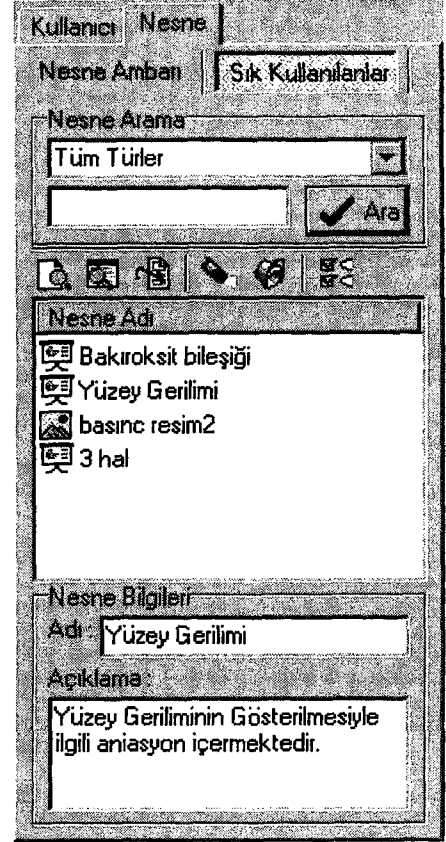 Kullanıcı Nesne
Nesne Ambarı Sık Kullanılanlar
Nesne Arama
Tüm Türler
Ara
Nesne Adı
Bakıroksit bileşiği
Yüzey Gerilimi
basınc resim2
3 hal
Nesne Bilgileri
Adı : Yüzey Gerilimi
Açıklama :
Yüzey Geriliminin Gösterilmesiyle
ilgili aniasyon içermektedir.